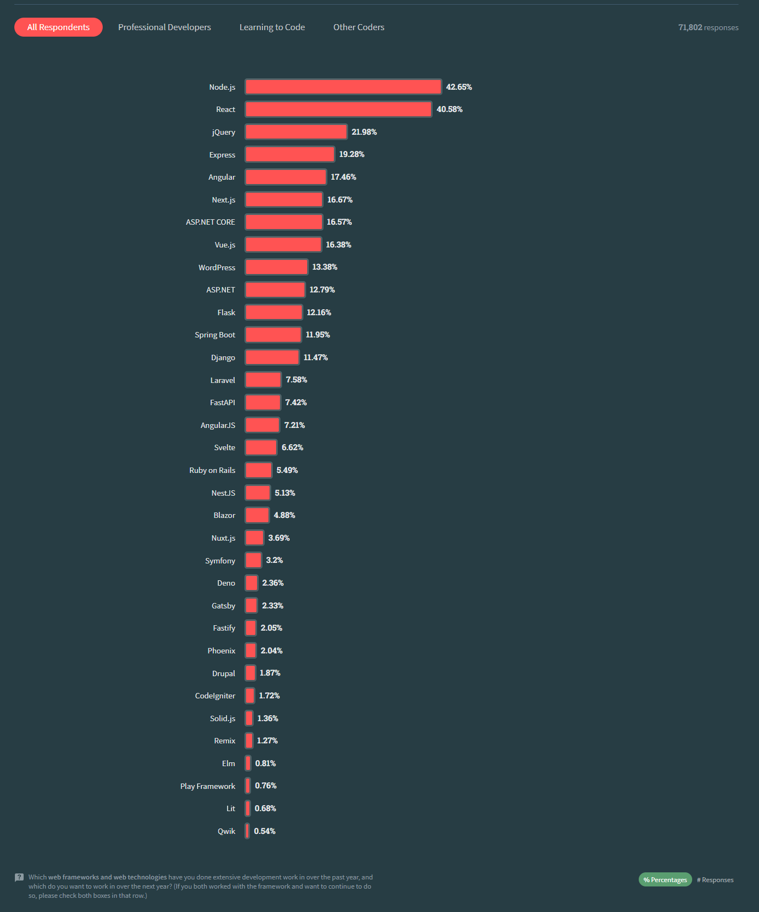 All Respondents Professional Developers Learning to Code Other Coders 71,802 responses
Node.js 42.65%
React 40.58%
jQuery 21.98%
Express 19.28%
Angular 17.46%
Next.js 16.67%
ASP.NET CORE 16.57%
Vue.js 16.38%
WordPress 13.38%
ASP.NET 12.79%
Flask 12.16%
Spring Boot 11.95%
Django 11.47%
Laravel 7.58%
FastAPI 7.42%
AngularJS 7.21%
Svelte 6.62%
Ruby on Rails 5.49%
NestJS 5.13%
Blazor 4.88%
Nuxt.js 3.69%
Symfony 3.2%
Deno 2.36%
Gatsby 2.33%
Fastify 2.05%
Phoenix 2.04%
Drupal 1.87%
CodeIgniter 1.72%
Solid.js 1.36%
Remix 1.27%
Elm 0.81%
Play Framework 0.76%
Lit 0.68%
Qwik 0.54%
Which web frameworks and web technologies have you done extensive development work in over the past year, and
which do you want to work in over the next year? (If you both worked with the framework and want to continue to
do so, please check both boxes in that row.)
% Percentages # Responses